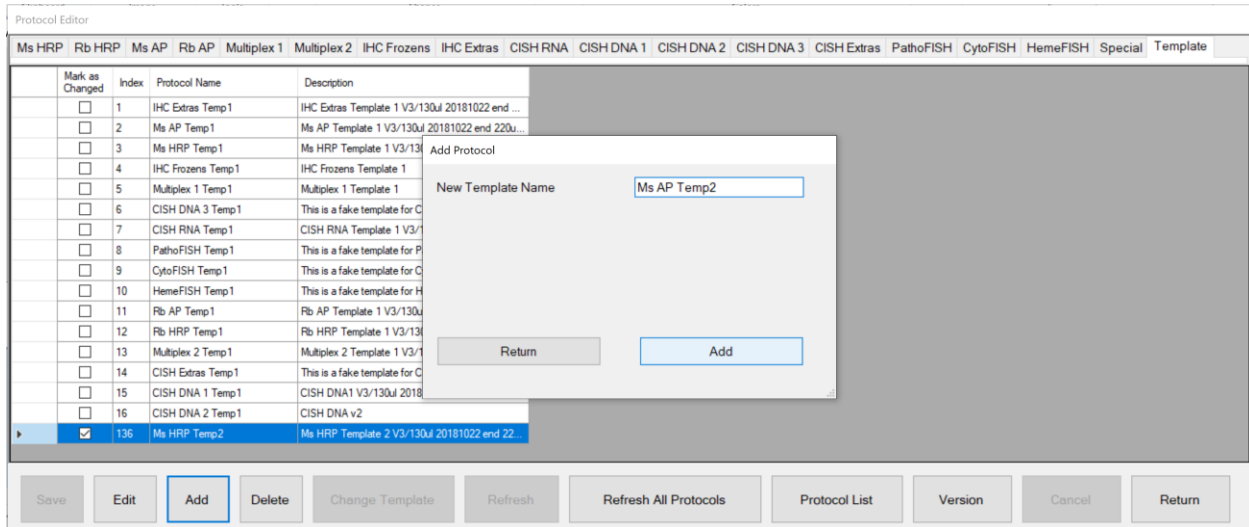 Protocol Editor
Ms HRP Rb HRP Ms AP Rb AP Multiplex 1 Multiplex 2 IHC Frozens IHC Extras CISH RNA CISH DNA 1 CISH DNA 2 CISH DNA 3 CISH Extras PathoFISH CytoFISH HemeFISH Special Template
Mark as Changed Index Protocol Name Description
1 IHC Extras Temp1 IHC Extras Template 1 V3/130ul 20181022 end ...
2 Ms AP Temp1 Ms AP Template 1 V3/130ul 20181022 end 220u...
3 Ms HRP Temp1 Ms HRP Template 1 V3/130
4 IHC Frozens Temp1 IHC Frozens Template 1
5 Multiplex 1 Temp1 Multiplex 1 Template 1
6 CISH DNA 3 Temp1 This is a fake template for C
7 CISH RNA Temp1 CISH RNA Template 1 V3/1
8 PathoFISH Temp1 This is a fake template for P
9 CytoFISH Temp1 This is a fake template for C
10 HemeFISH Temp1 This is a fake template for H
11 Rb AP Temp1 Rb AP Template 1 V3/130u
12 Rb HRP Temp1 Rb HRP Template 1 V3/130
13 Multiplex 2 Temp1 Multiplex 2 Template 1 V3/1
14 CISH Extras Temp1 This is a fake template for C
15 CISH DNA 1 Temp1 CISH DNA1 V3/130ul 2018
16 CISH DNA 2 Temp1 CISH DNA v2
136 Ms HRP Temp2 Ms HRP Template 2 V3/130ul 20181022 end 22...
Add Protocol
New Template Name Ms AP Temp2
Return Add
Save Edit Add Delete Change Template Refresh Refresh All Protocols Protocol List Version Cancel Return